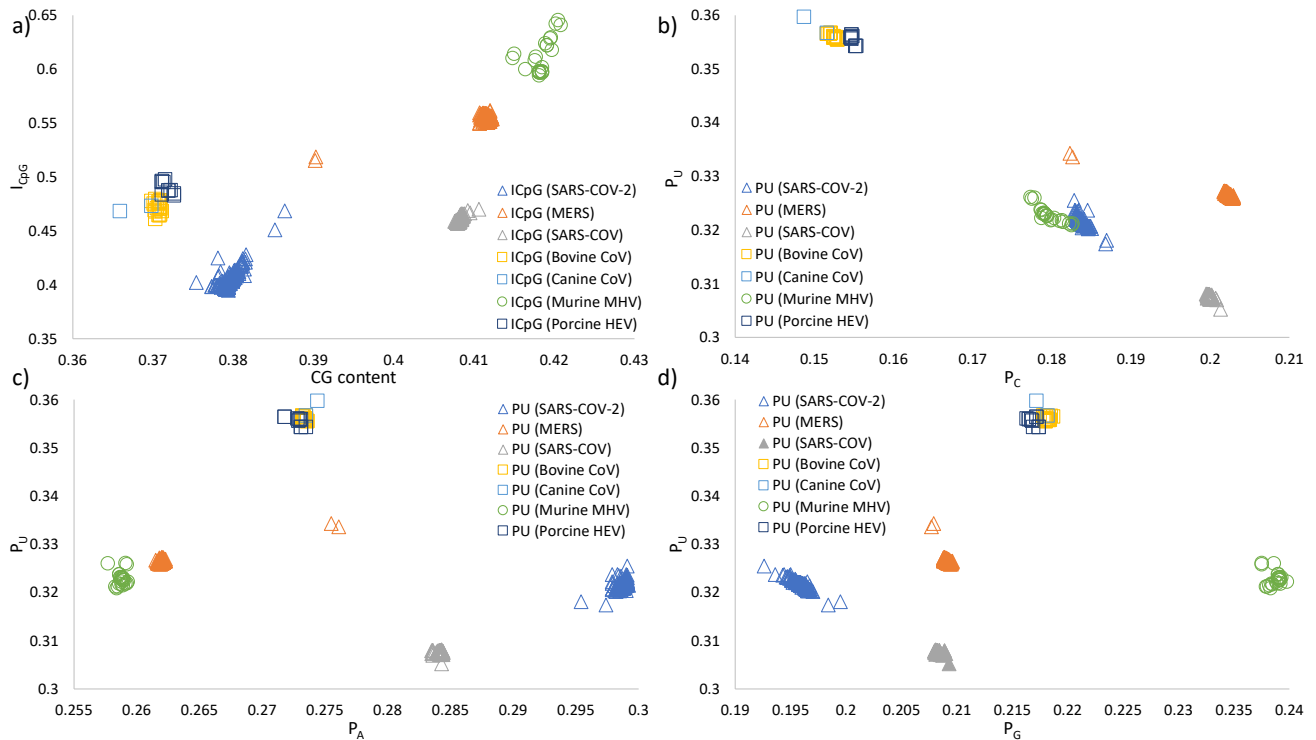 a)
0.65
0.6
0.55
0.5
0.45
0.4
0.35
I_CpG
0.36 0.37 0.38 0.39 0.4 0.41 0.42 0.43
CG content
ICpG (SARS-COV-2)
ICpG (MERS)
ICpG (SARS-COV)
ICpG (Bovine CoV)
ICpG (Canine CoV)
ICpG (Murine MHV)
ICpG (Porcine HEV)
b)
0.36
0.35
0.34
0.33
0.32
0.31
0.3
P_U
0.14 0.15 0.16 0.17 0.18 0.19 0.2 0.21
P_C
PU (SARS-COV-2)
PU (MERS)
PU (SARS-COV)
PU (Bovine CoV)
PU (Canine CoV)
PU (Murine MHV)
PU (Porcine HEV)
c)
0.36
0.35
0.34
0.33
0.32
0.31
0.3
P_U
0.255 0.26 0.265 0.27 0.275 0.28 0.285 0.29 0.295 0.3
P_A
PU (SARS-COV-2)
PU (MERS)
PU (SARS-COV)
PU (Bovine CoV)
PU (Canine CoV)
PU (Murine MHV)
PU (Porcine HEV)
d)
0.36
0.35
0.34
0.33
0.32
0.31
0.3
P_U
0.19 0.195 0.2 0.205 0.21 0.215 0.22 0.225 0.23 0.235 0.24
P_G
PU (SARS-COV-2)
PU (MERS)
PU (SARS-COV)
PU (Bovine CoV)
PU (Canine CoV)
PU (Murine MHV)
PU (Porcine HEV)